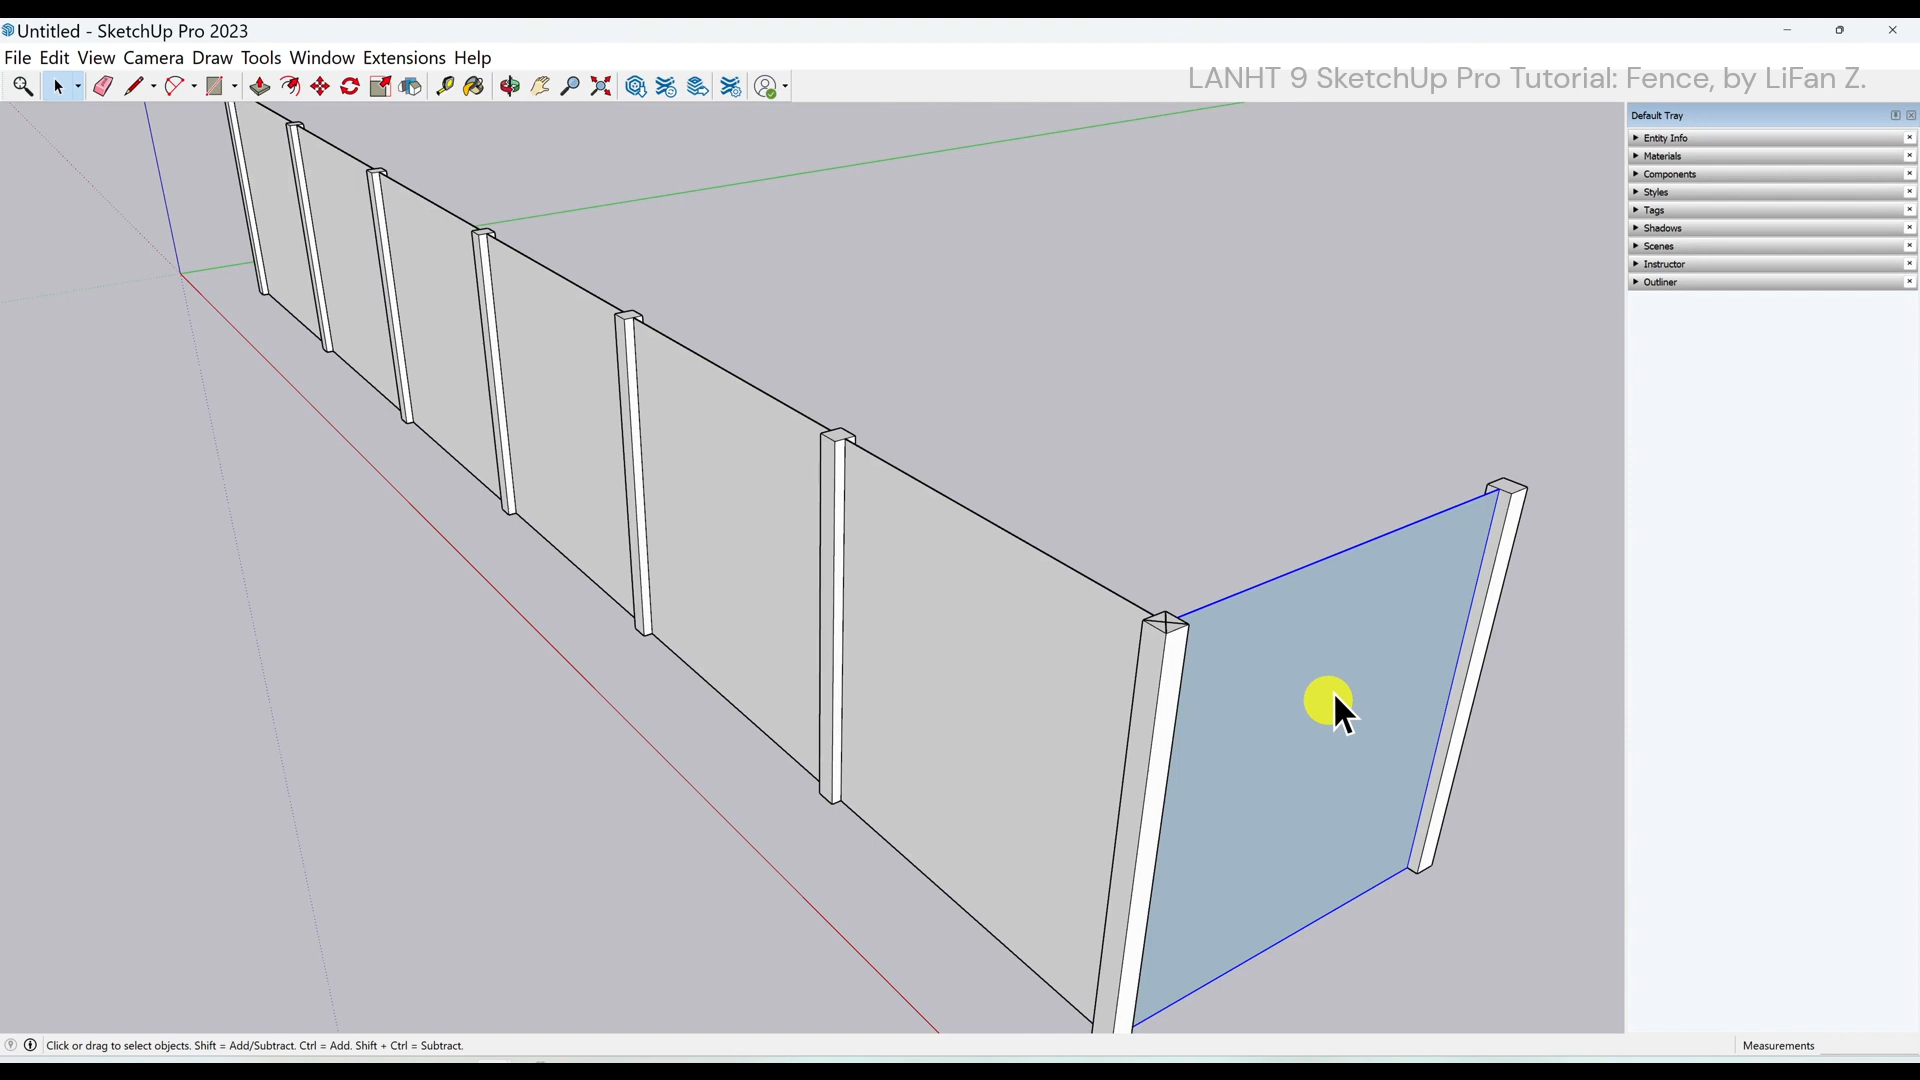 Untitled - SketchUp Pro 2023
File Edit View Camera Draw Tools Window Extensions Help
LANHT 9 SketchUp Pro Tutorial: Fence, by LiFan Z.
Default Tray
Entity Info
Materials
Components
Styles
Tags
Shadows
Scenes
Instructor
Outliner
Click or drag to select objects. Shift = Add/Subtract. Ctrl = Add. Shift + Ctrl = Subtract.
Measurements